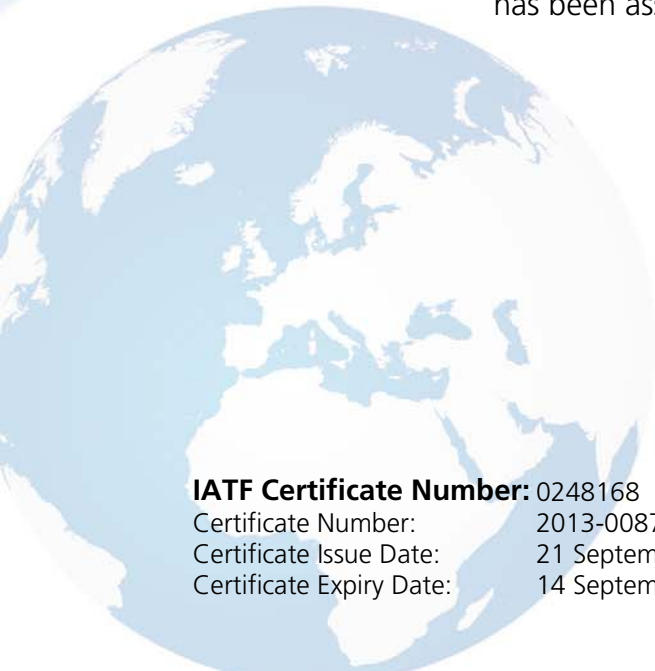 has been
IATF Certificate Number: 0248168
Certificate Number:
Certificate Issue Date: 21
Certificate Expiry Date: 14